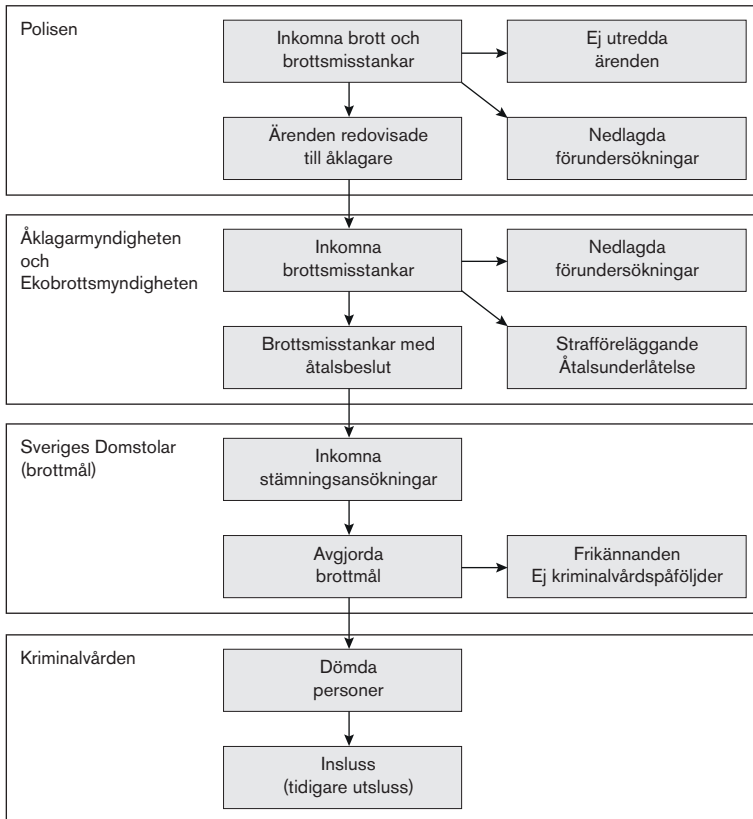 Polisen
Inkomna brott och
brottsmisstankar
Ej utredda
ärenden
Ärenden redovisade
till åklagare
Nedlagda
förundersökningar
Åklagarmyndigheten
och
Ekobrottsmyndigheten
Inkomna
brottsmisstankar
Nedlagda
förundersökningar
Brottsmisstankar med
åtalsbeslut
Strafföreläggande
Åtalsunderlåtelse
Sveriges Domstolar
(brottmål)
Inkomna
stämningsansökningar
Avgjorda
brottmål
Frikännanden
Ej kriminalvårdspåföljder
Kriminalvården
Dömda
personer
Insluss
(tidigare utsluss)